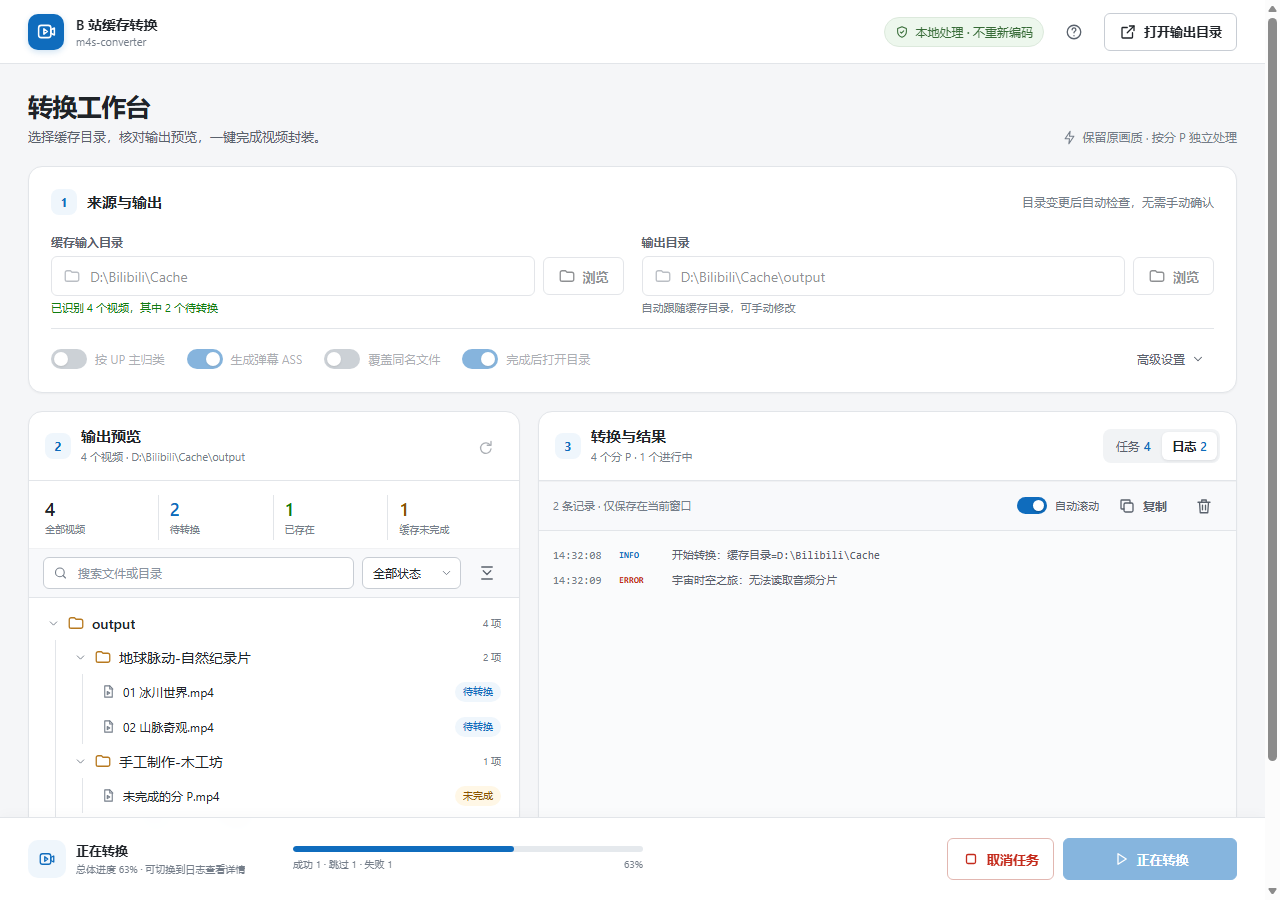 B 站缓存转换
m4s-converter
本地处理 · 不重新编码
打开输出目录
转换工作台
选择缓存目录，核对输出预览，一键完成视频封装。
保留原画质 · 按分 P 独立处理
1 来源与输出
目录变更后自动检查，无需手动确认
缓存输入目录
D:\Bilibili\Cache
浏览
已识别 4 个视频，其中 2 个待转换
输出目录
D:\Bilibili\Cache\output
浏览
自动跟随缓存目录，可手动修改
按 UP 主归类
生成弹幕 ASS
覆盖同名文件
完成后打开目录
高级设置
2 输出预览
4 个视频 · D:\Bilibili\Cache\output
4
全部视频
2
待转换
1
已存在
1
缓存未完成
搜索文件或目录
全部状态
output 4 项
地球脉动-自然纪录片 2 项
01 冰川世界.mp4 待转换
02 山脉奇观.mp4 待转换
手工制作-木工坊 1 项
未完成的分 P.mp4 未完成
3 转换与结果
4 个分 P · 1 个进行中
任务 4
日志 2
2 条记录 · 仅保存在当前窗口
自动滚动
复制
14:32:08 INFO 开始转换: 缓存目录=D:\Bilibili\Cache
14:32:09 ERROR 宇宙时空之旅: 无法读取音频分片
正在转换
总体进度 63% · 可切换到日志查看详情
成功 1 · 跳过 1 · 失败 1
63%
取消任务
正在转换